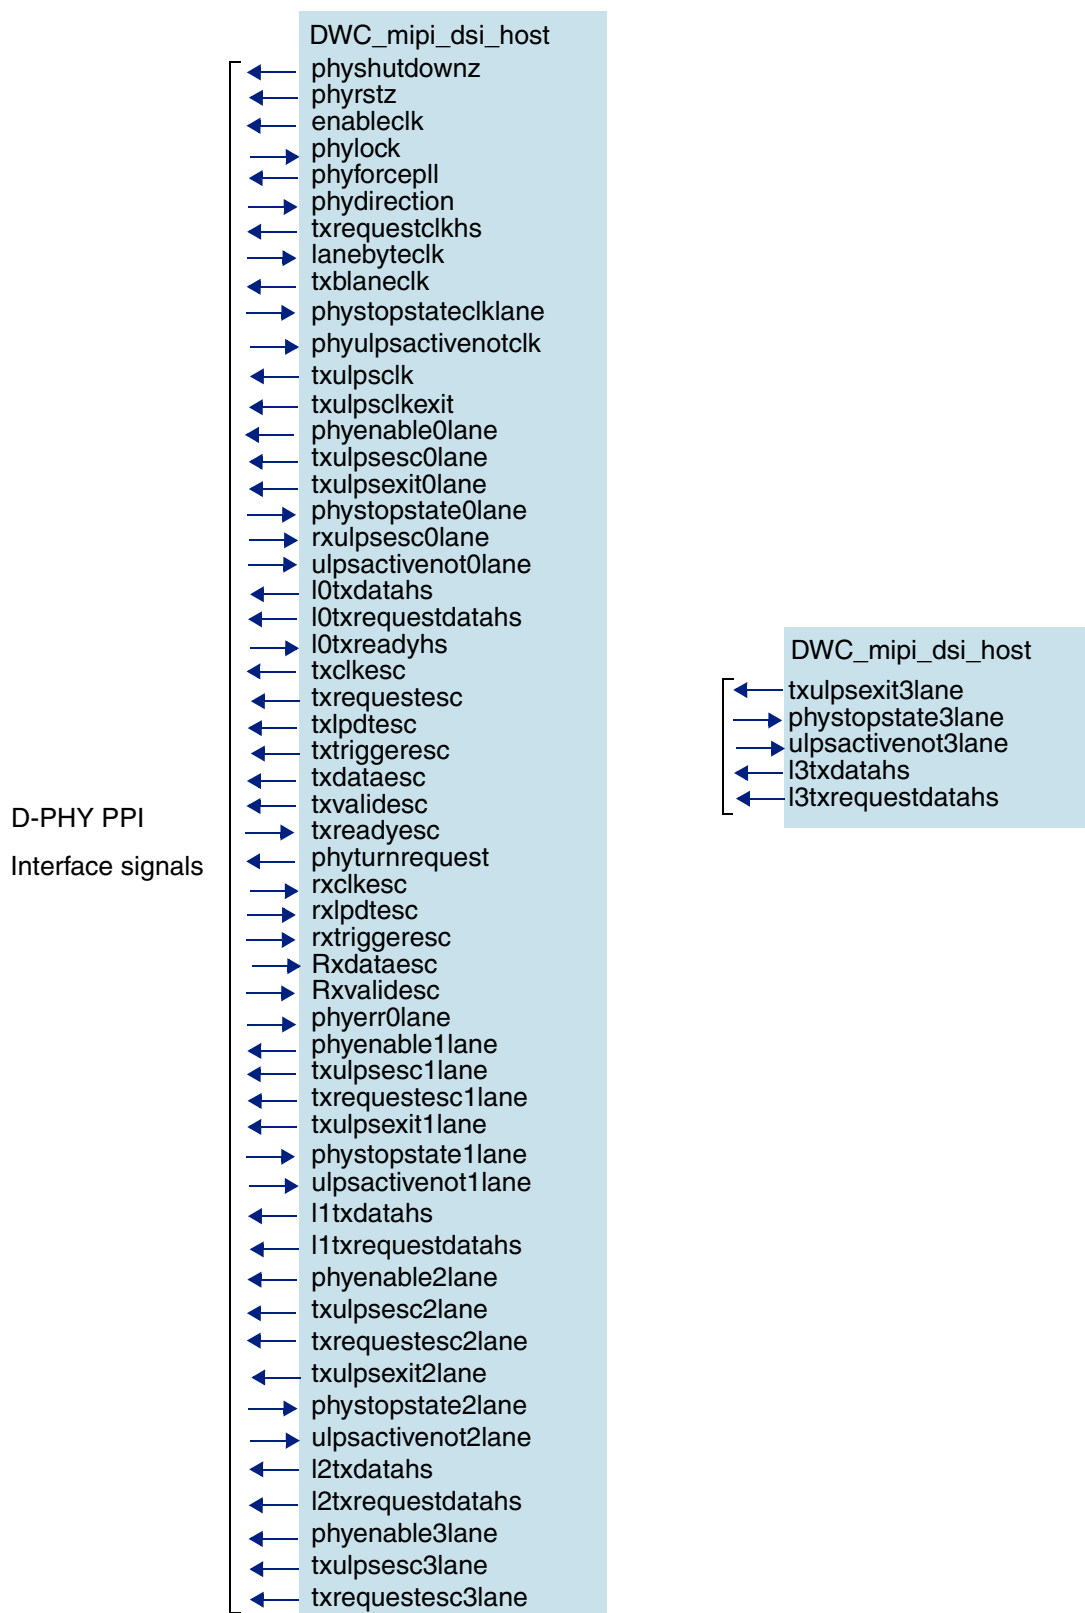 DWC_mipi_dsi_host
physhutdownz
phyrstz
enableclk
phylock
phyforcepll
phydirection
txrequestclkhs
lanebyteclk
txblaneclk
phystopstateclklane
phyulpsactivenotclk
txulpsclk
txulpsclkexit
phyenable0lane
txulpsesc0lane
txulpsexit0lane
phystopstate0lane
rxulpsesc0lane
ulpsactivenot0lane
l0txdatahs
l0txrequestdatahs
l0txreadyhs
txclkesc
txrequestesc
txlpdtesc
txtriggeresc
txdataesc
txvalidesc
txreadyesc
phyturnrequest
rxclkesc
rxlpdtesc
rxtriggeresc
Rxdataesc
Rxvalidesc
phyerr0lane
phyenable1lane
txulpsesc1lane
txrequestesc1lane
txulpsexit1lane
phystopstate1lane
ulpsactivenot1lane
l1txdatahs
l1txrequestdatahs
phyenable2lane
txulpsesc2lane
txrequestesc2lane
txulpsexit2lane
phystopstate2lane
ulpsactivenot2lane
l2txdatahs
l2txrequestdatahs
phyenable3lane
txulpsesc3lane
txrequestesc3lane
D-PHY PPI
Interface signals
DWC_mipi_dsi_host
txulpsexit3lane
phystopstate3lane
ulpsactivenot3lane
l3txdatahs
l3txrequestdatahs